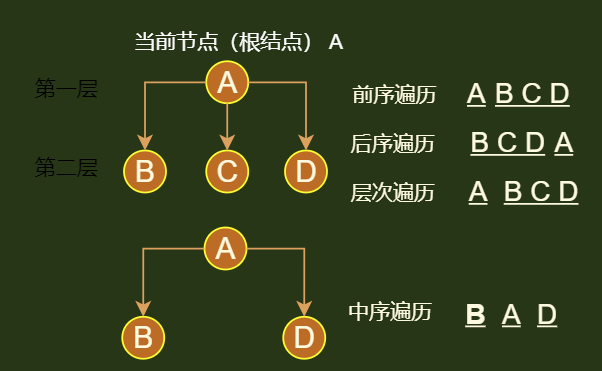 当前节点（根结点） A
第一层
A
前序遍历 A B C D
后序遍历 B C D A
第二层
B C D
层次遍历 A B C D
A
中序遍历 B A D
B D